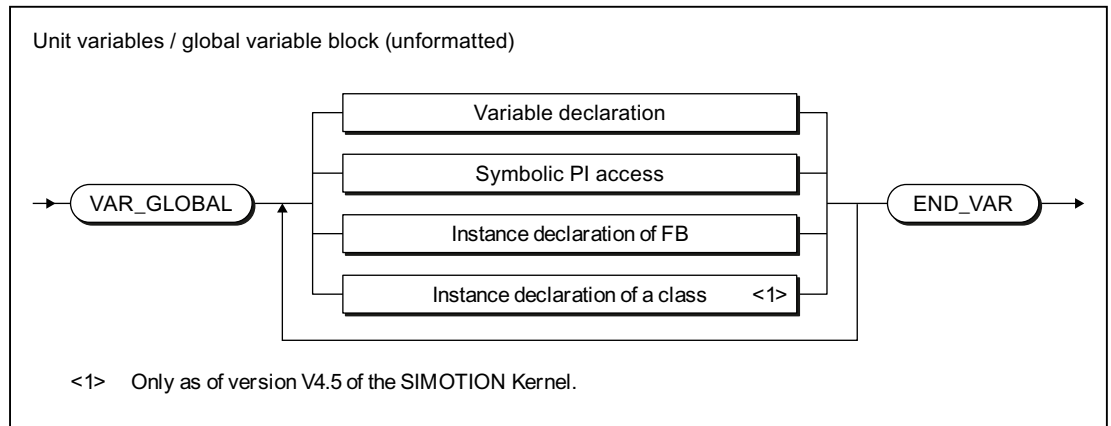 Unit variables / global variable block (unformatted)
Variable declaration
Symbolic PI access
VAR_GLOBAL
END_VAR
Instance declaration of FB
Instance declaration of a class <1>
<1> Only as of version V4.5 of the SIMOTION Kernel.